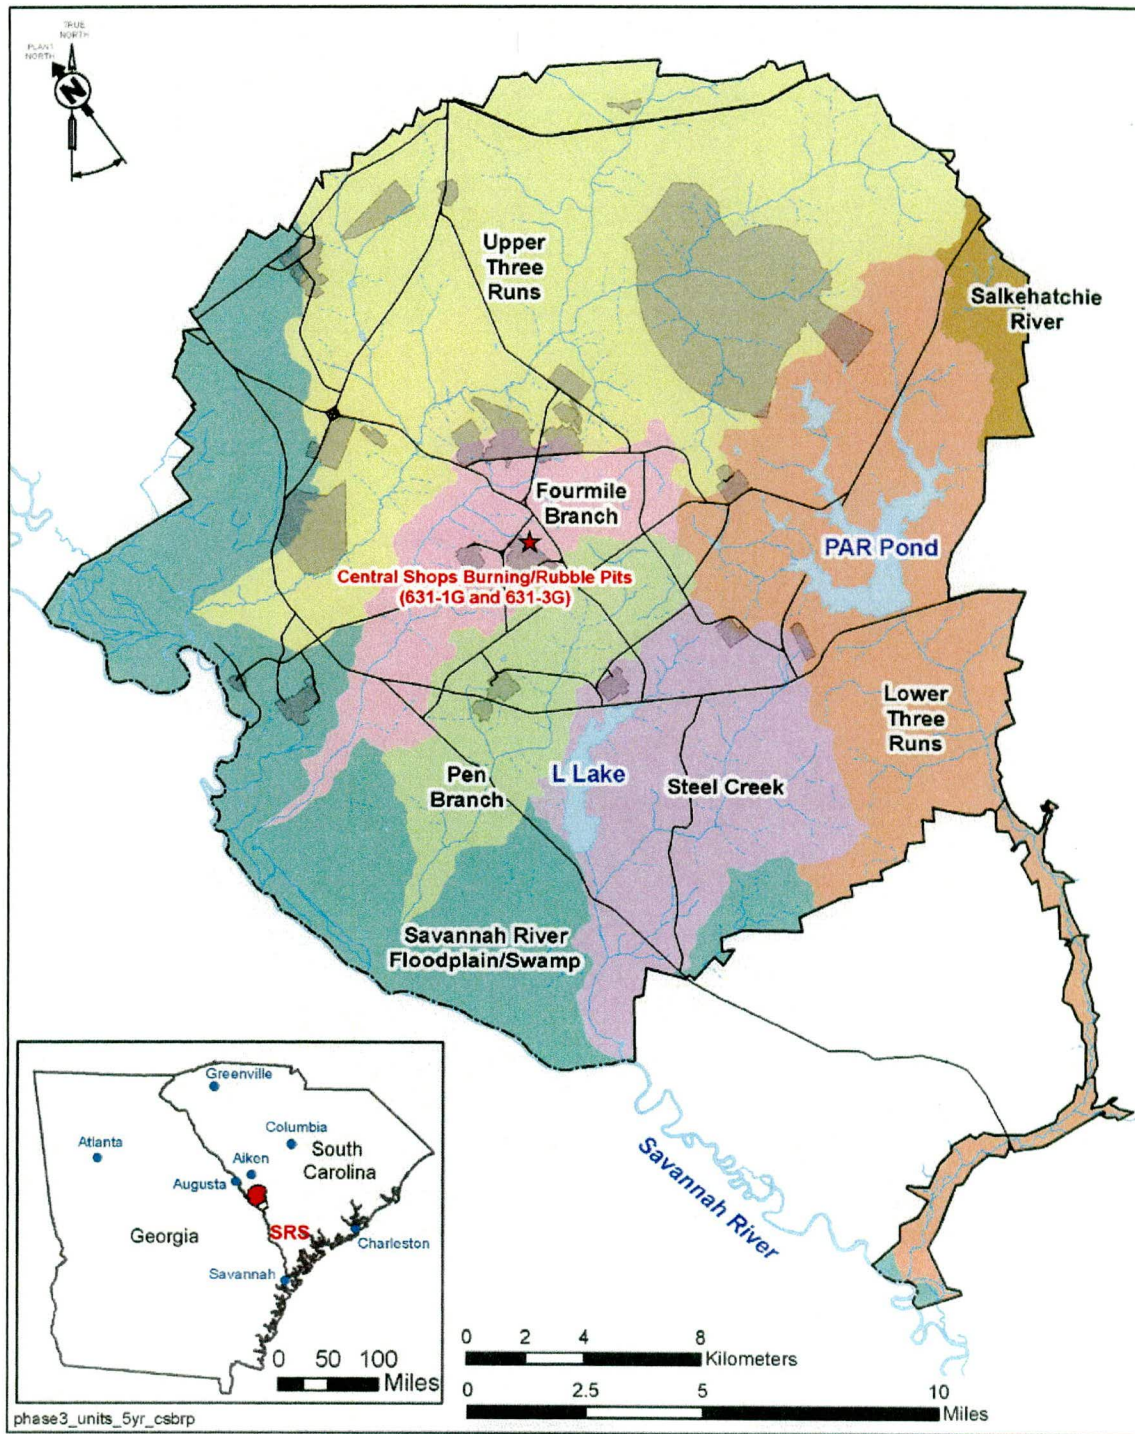 TRUE
NORTH
PLANT
NORTH
N
Upper
Three
Runs
Salkehatchie
River
Fourmile
Branch
PAR Pond
Central Shops Burning/Rubble Pits
(631-1G and 631-3G)
Lower
Three
Runs
Pen
Branch
L Lake
Steel Creek
Savannah River
Floodplain/Swamp
Savannah River
Greenville
Columbia
Atlanta
South
Carolina
Aiken
Augusta
Georgia
SRS
Charleston
Savannah
0 50 100
Miles
0 2 4 8
Kilometers
0 2.5 5 10
Miles
phase3_units_5yr_csbrp